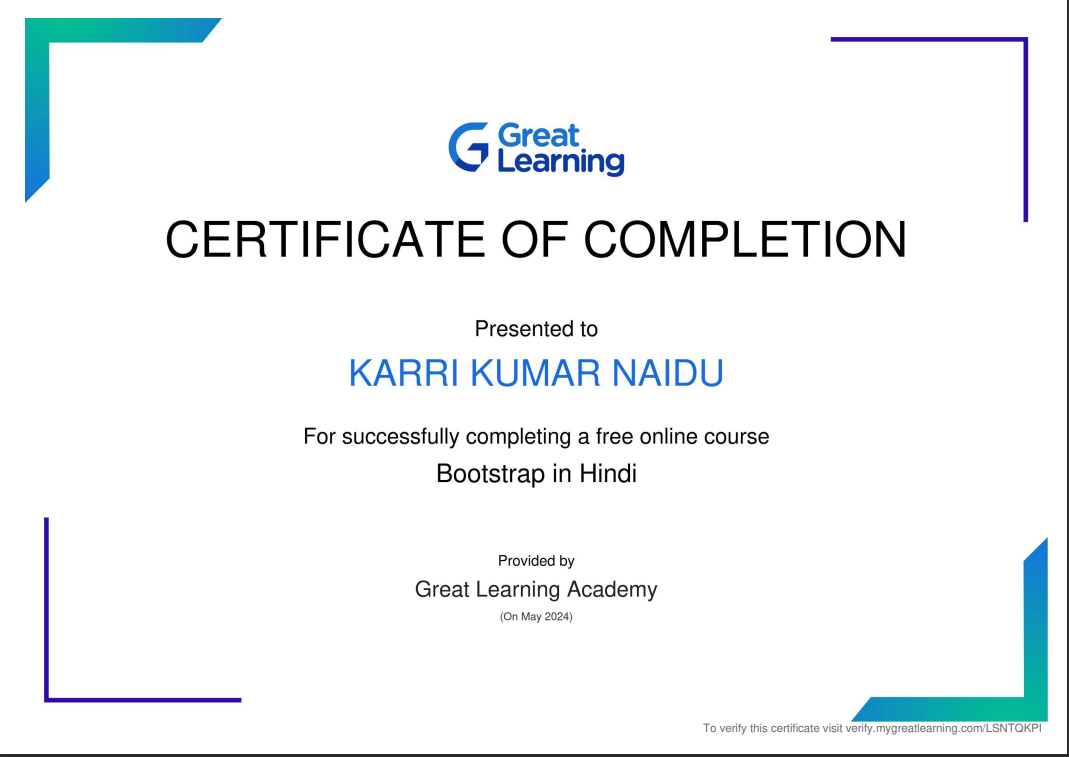 Great
Learning
CERTIFICATE OF COMPLETION
Presented to
KARRI KUMAR NAIDU
For successfully completing a free online course
Bootstrap in Hindi
Provided by
Great Learning Academy
(On May 2024)
To verify this certificate visit verify.mygreatlearning.com/LSNTQKPI